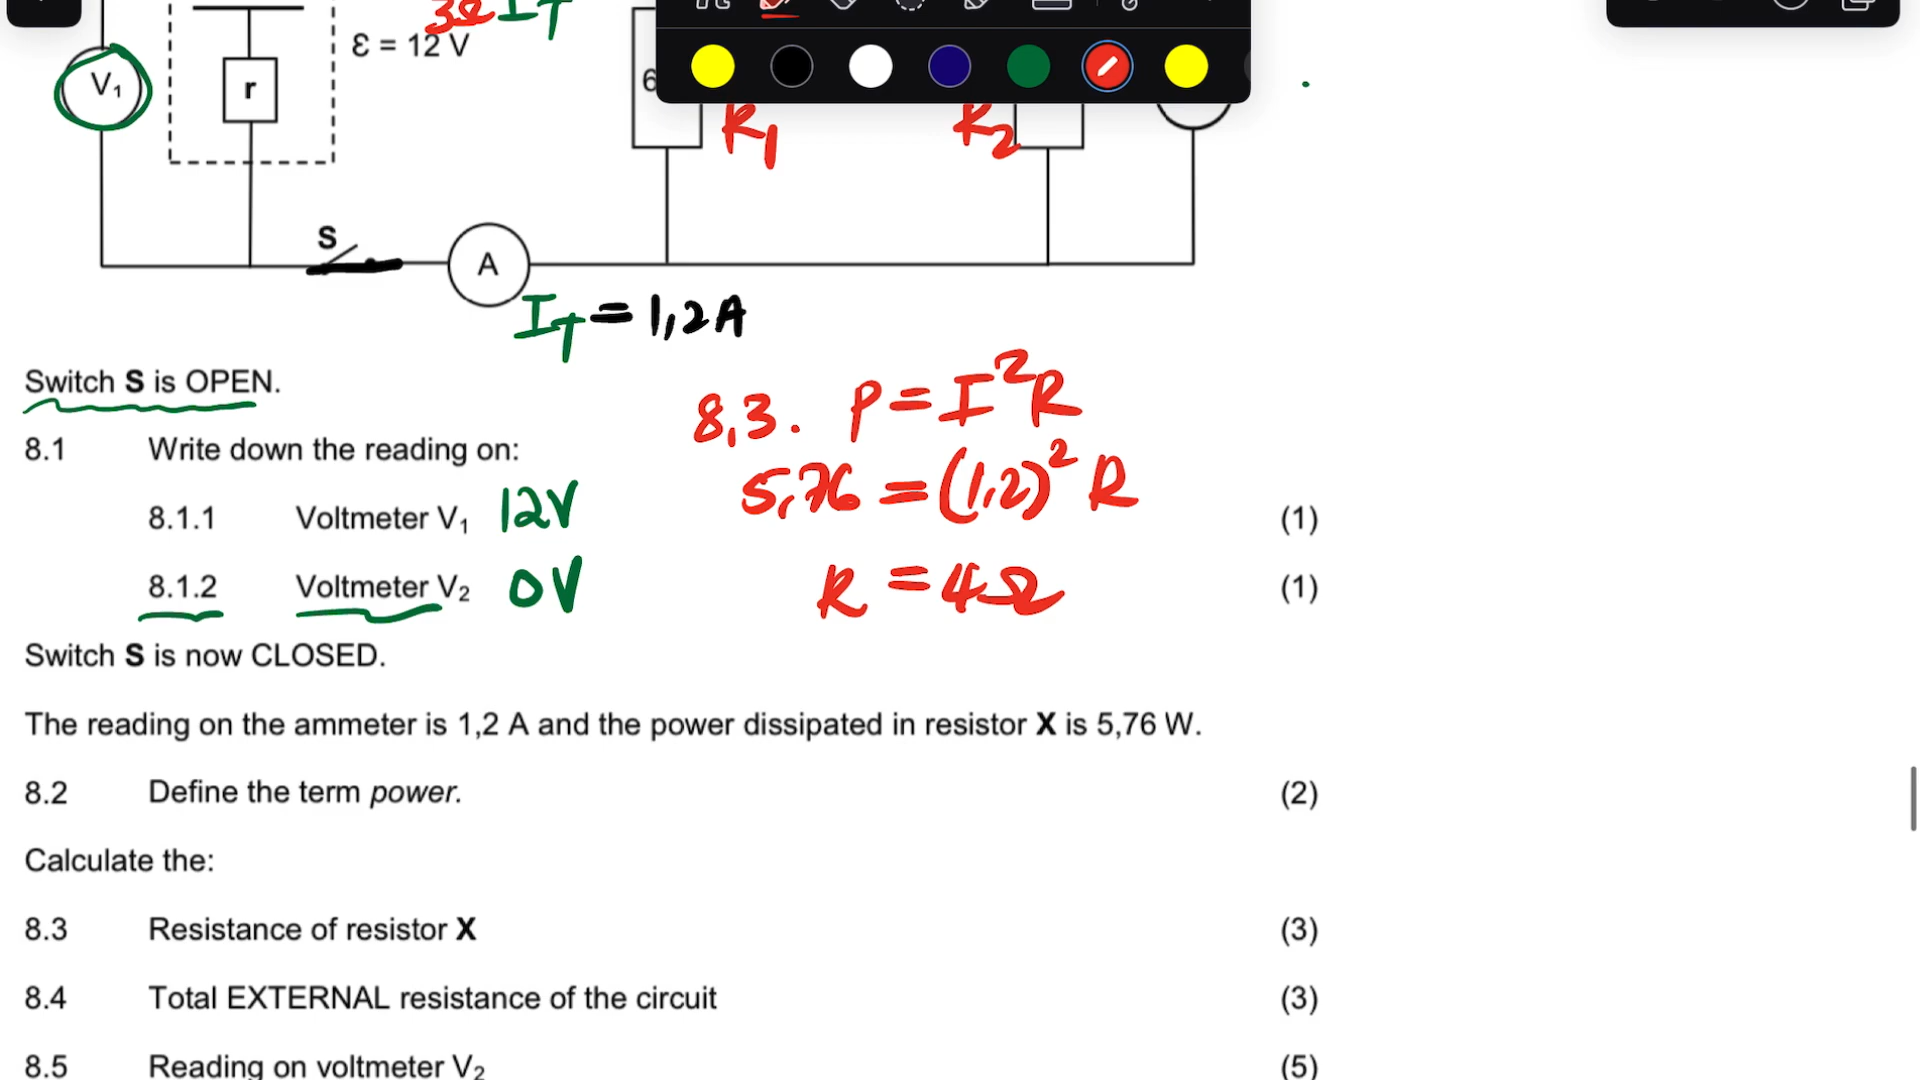 3Ω I_T
ε = 12 V
V₁
r
6
R₁
R₂
S
A
I_T = 1,2A
Switch S is OPEN.
8,3. P = I²R
8.1 Write down the reading on:
5,76 = (1,2)² R
8.1.1 Voltmeter V₁ 12V (1)
8.1.2 Voltmeter V₂ 0V (1)
R = 4Ω
Switch S is now CLOSED.
The reading on the ammeter is 1,2 A and the power dissipated in resistor X is 5,76 W.
8.2 Define the term power. (2)
Calculate the:
8.3 Resistance of resistor X (3)
8.4 Total EXTERNAL resistance of the circuit (3)
8.5 Reading on voltmeter V₂ (5)